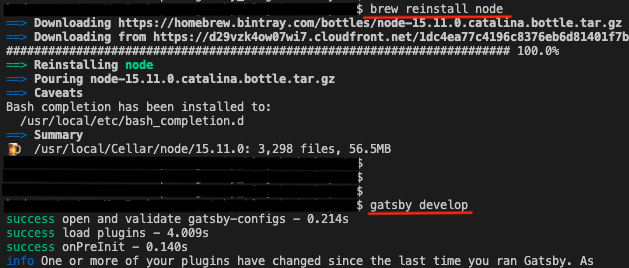 $ brew reinstall node
==> Downloading https://homebrew.bintray.com/bottles/node-15.11.0.catalina.bottle.tar.gz
==> Downloading from https://d29vzk4ow07wi7.cloudfront.net/1dc4ea77c4196c8376eb6d81401f7b
######################################################################## 100.0%
==> Reinstalling node
==> Pouring node-15.11.0.catalina.bottle.tar.gz
==> Caveats
Bash completion has been installed to:
/usr/local/etc/bash_completion.d
==> Summary
🍺 /usr/local/Cellar/node/15.11.0: 3,298 files, 56.5MB
$
$
$
$ gatsby develop
success open and validate gatsby-configs - 0.214s
success load plugins - 4.009s
success onPreInit - 0.140s
info One or more of your plugins have changed since the last time you ran Gatsby. As